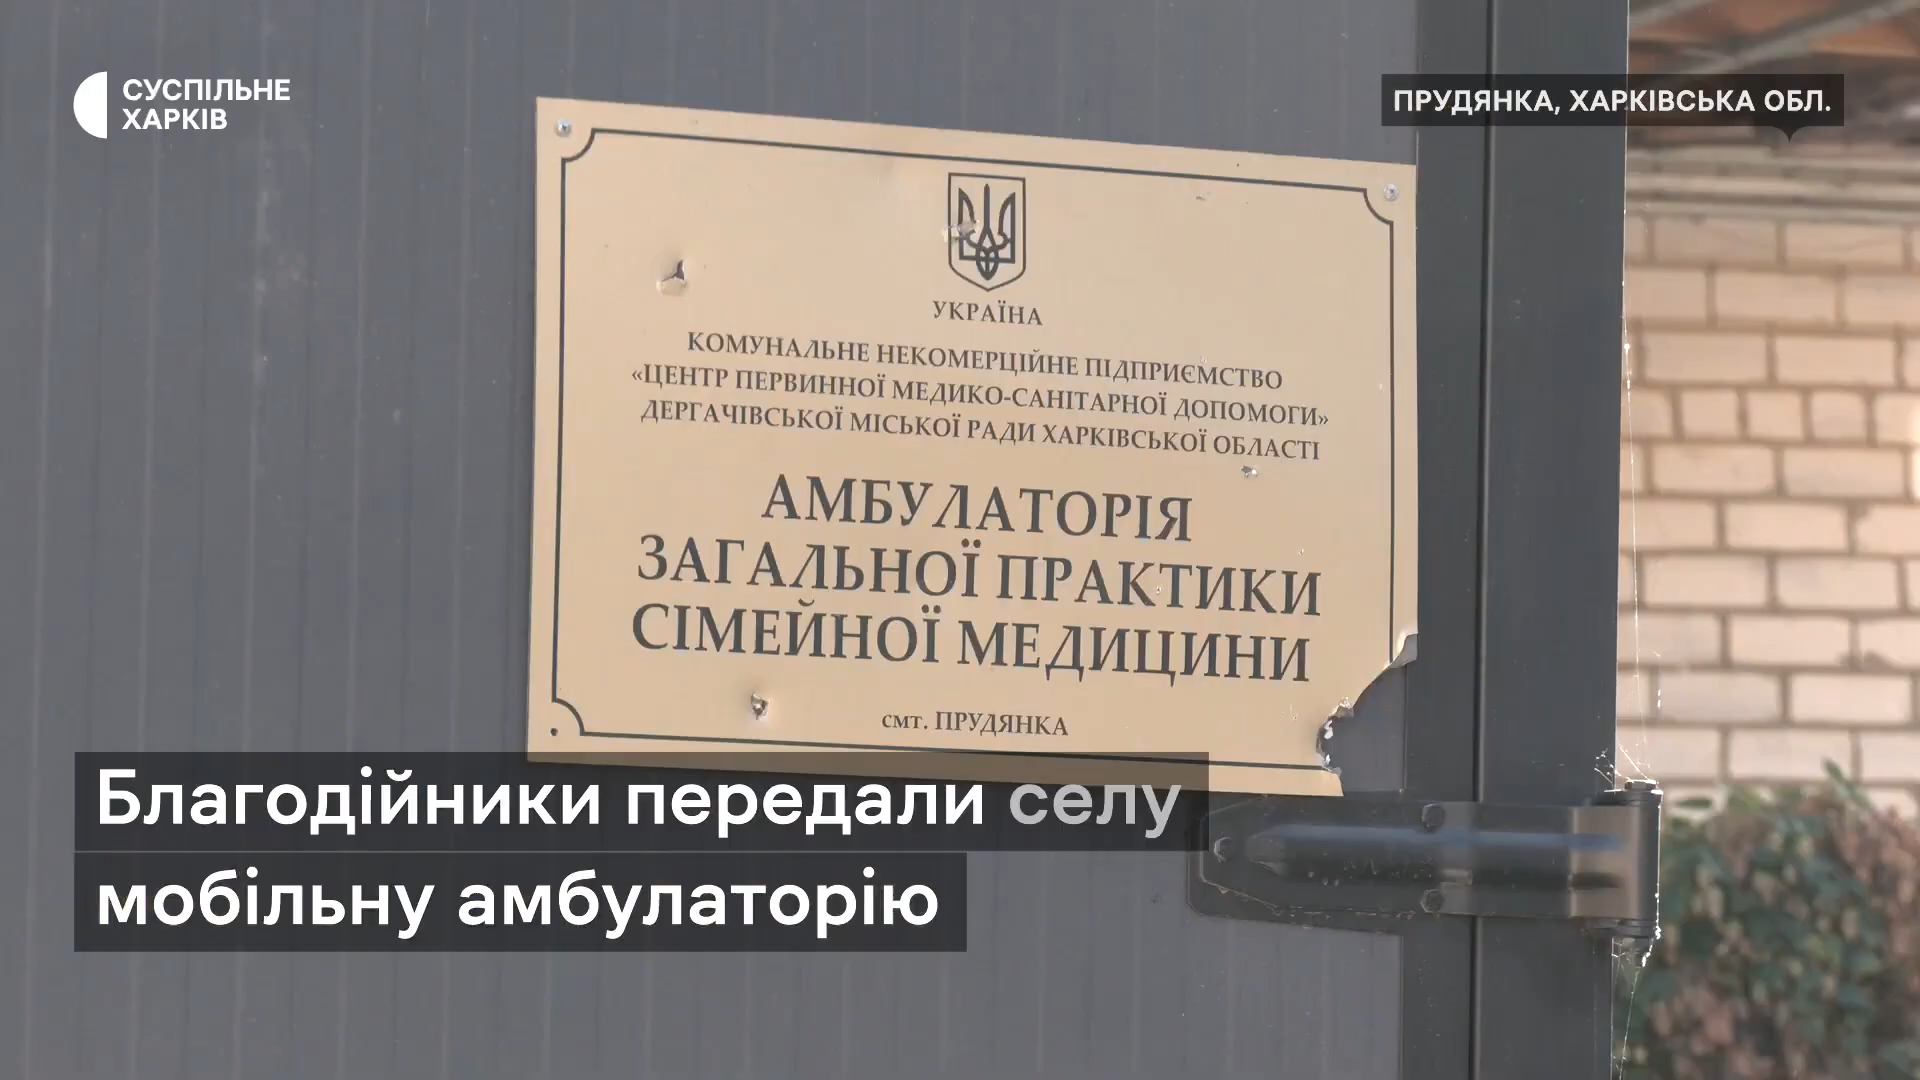 СУСПІЛЬНЕ
ХАРКІВ
ПРУДЯНКА, ХАРКІВСЬКА ОБЛ.
УКРАЇНА
КОМУНАЛЬНЕ НЕКОМЕРЦІЙНЕ ПІДПРИЄМСТВО
«ЦЕНТР ПЕРВИННОЇ МЕДИКО-САНІТАРНОЇ ДОПОМОГИ»
ДЕРГАЧІВСЬКОЇ МІСЬКОЇ РАДИ ХАРКІВСЬКОЇ ОБЛАСТІ
АМБУЛАТОРІЯ
ЗАГАЛЬНОЇ ПРАКТИКИ
СІМЕЙНОЇ МЕДИЦИНИ
смт. ПРУДЯНКА
Благодійники передали селу
мобільну амбулаторію